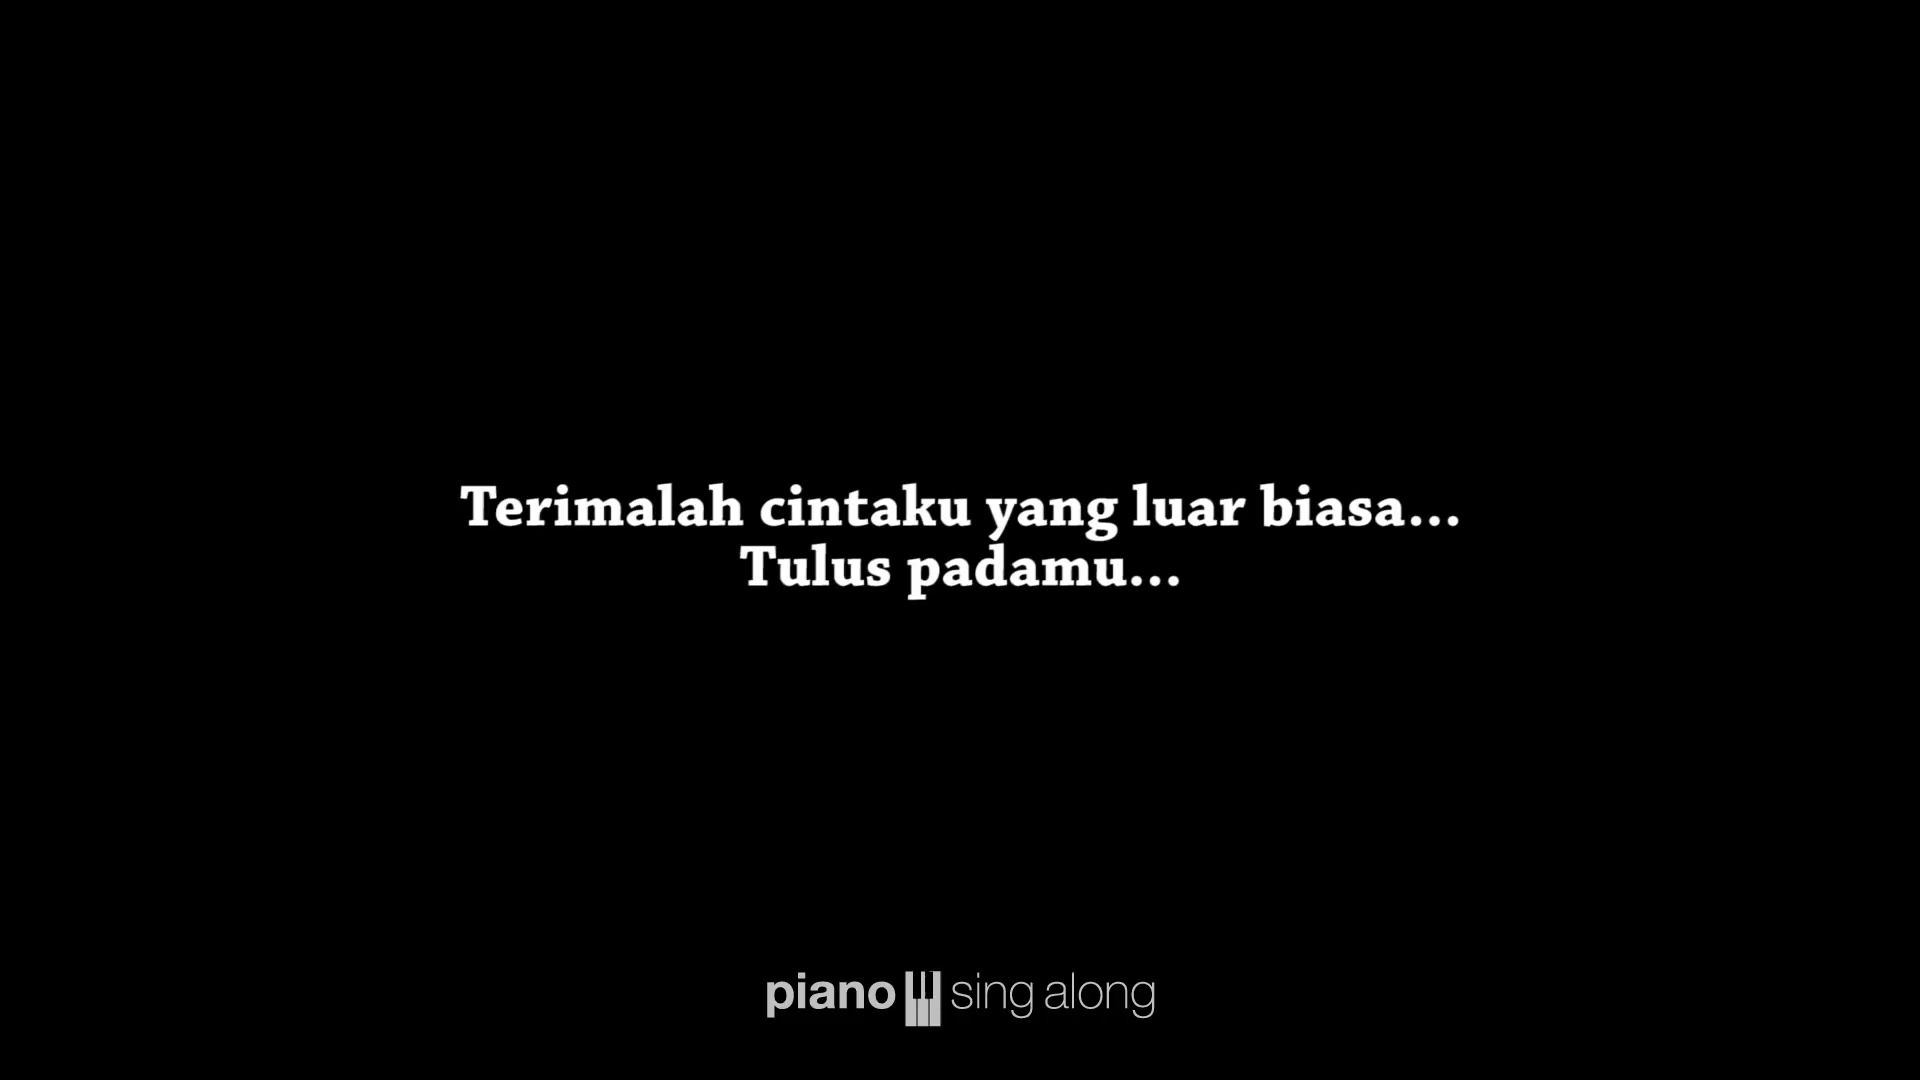 Terimalah cintaku yang luar biasa...
Tulus padamu...
piano sing along